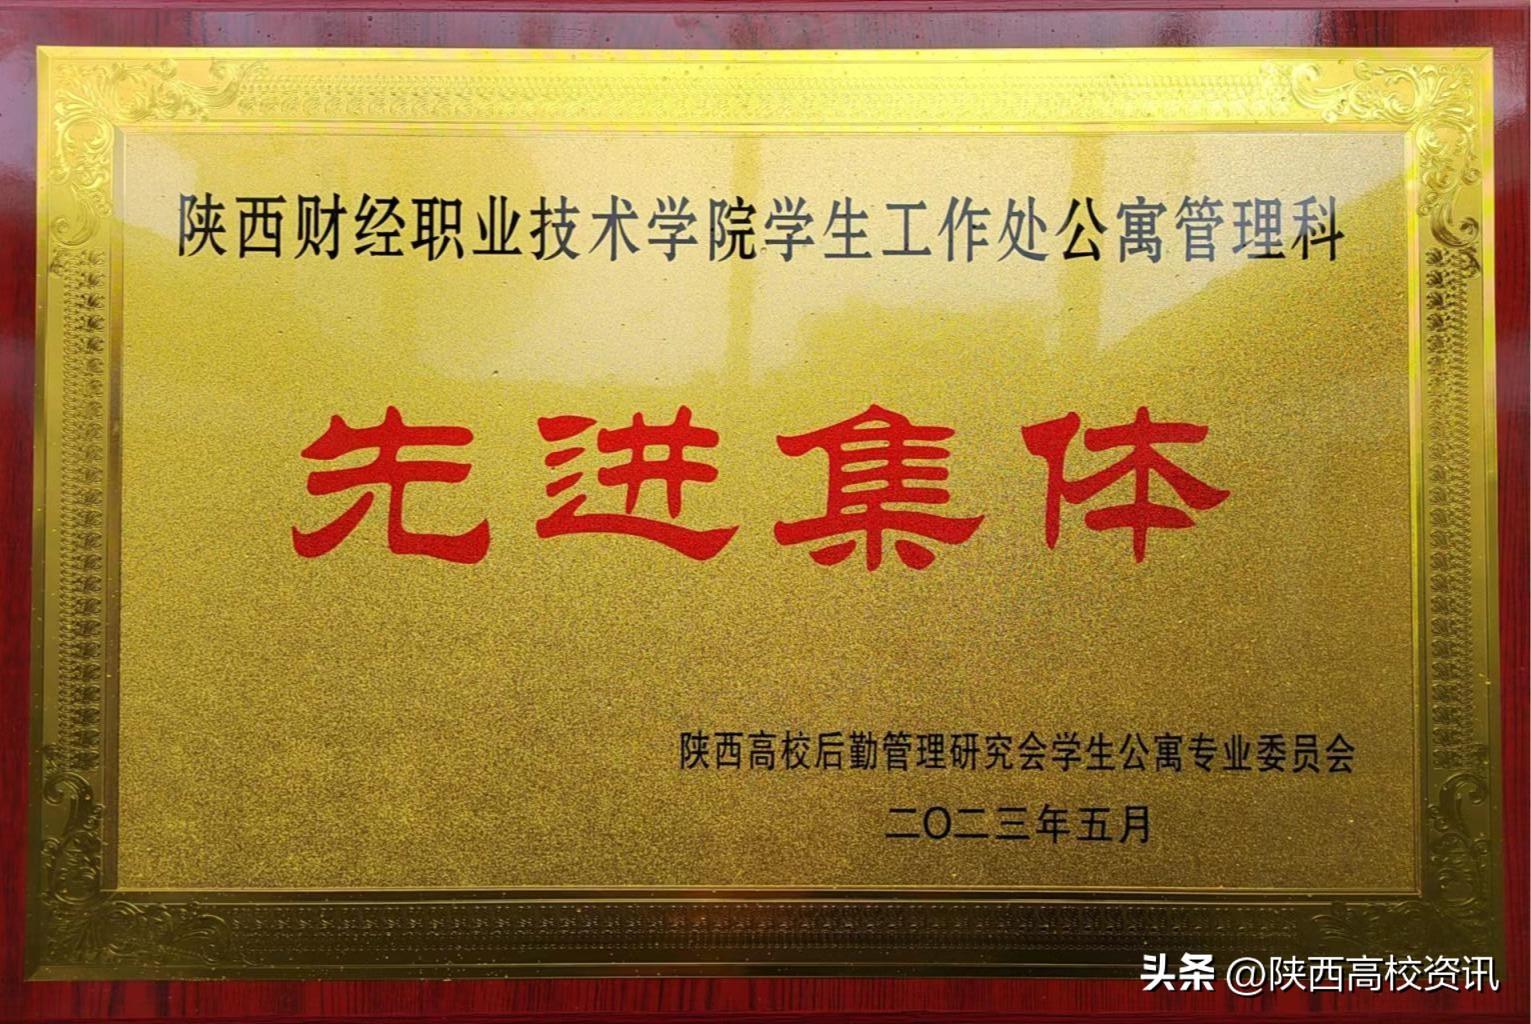 陕西财经职业技术学院学生工作处公寓管理科
先进集体
陕西高校后勤管理研究会学生公寓专业委员会
二〇二三年五月
头条 @陕西高校资讯